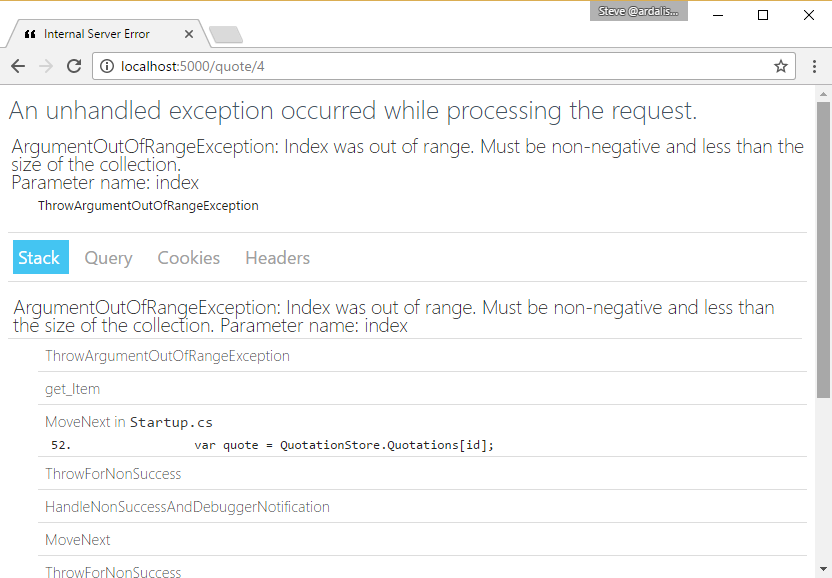 Steve @ardalis...
Internal Server Error
localhost:5000/quote/4
An unhandled exception occurred while processing the request.
ArgumentOutOfRangeException: Index was out of range. Must be non-negative and less than the
size of the collection.
Parameter name: index
ThrowArgumentOutOfRangeException
Stack Query Cookies Headers
ArgumentOutOfRangeException: Index was out of range. Must be non-negative and less than
the size of the collection. Parameter name: index
ThrowArgumentOutOfRangeException
get_Item
MoveNext in Startup.cs
52. var quote = QuotationStore.Quotations[id];
ThrowForNonSuccess
HandleNonSuccessAndDebuggerNotification
MoveNext
ThrowForNonSuccess